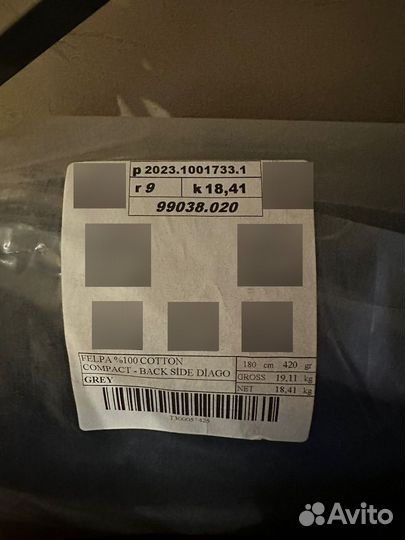 p 2023.1001733.1
r 9 k 18,41
99038.020
FELPA %100 COTTON
COMPACT - BACK SİDE DİAGO
GREY
180 cm 420 gr
GROSS 19,11 kg
NET 18,41 kg
Avito